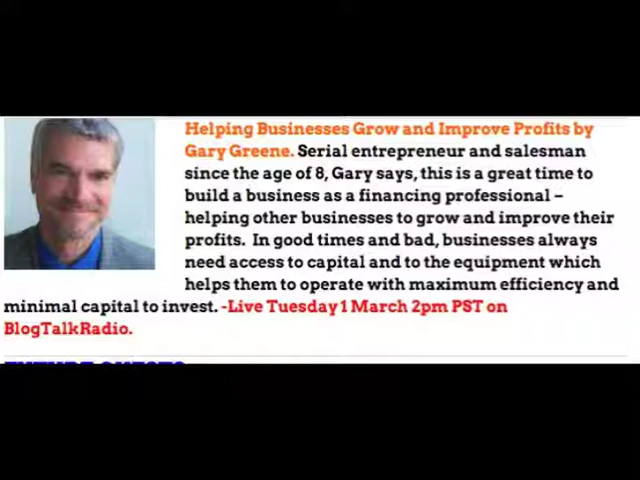 Helping Businesses Grow and Improve Profits by
Gary Greene. Serial entrepreneur and salesman
since the age of 8, Gary says, this is a great time to
build a business as a financing professional –
helping other businesses to grow and improve their
profits. In good times and bad, businesses always
need access to capital and to the equipment which
helps them to operate with maximum efficiency and
minimal capital to invest. -Live Tuesday 1 March 2pm PST on
BlogTalkRadio.